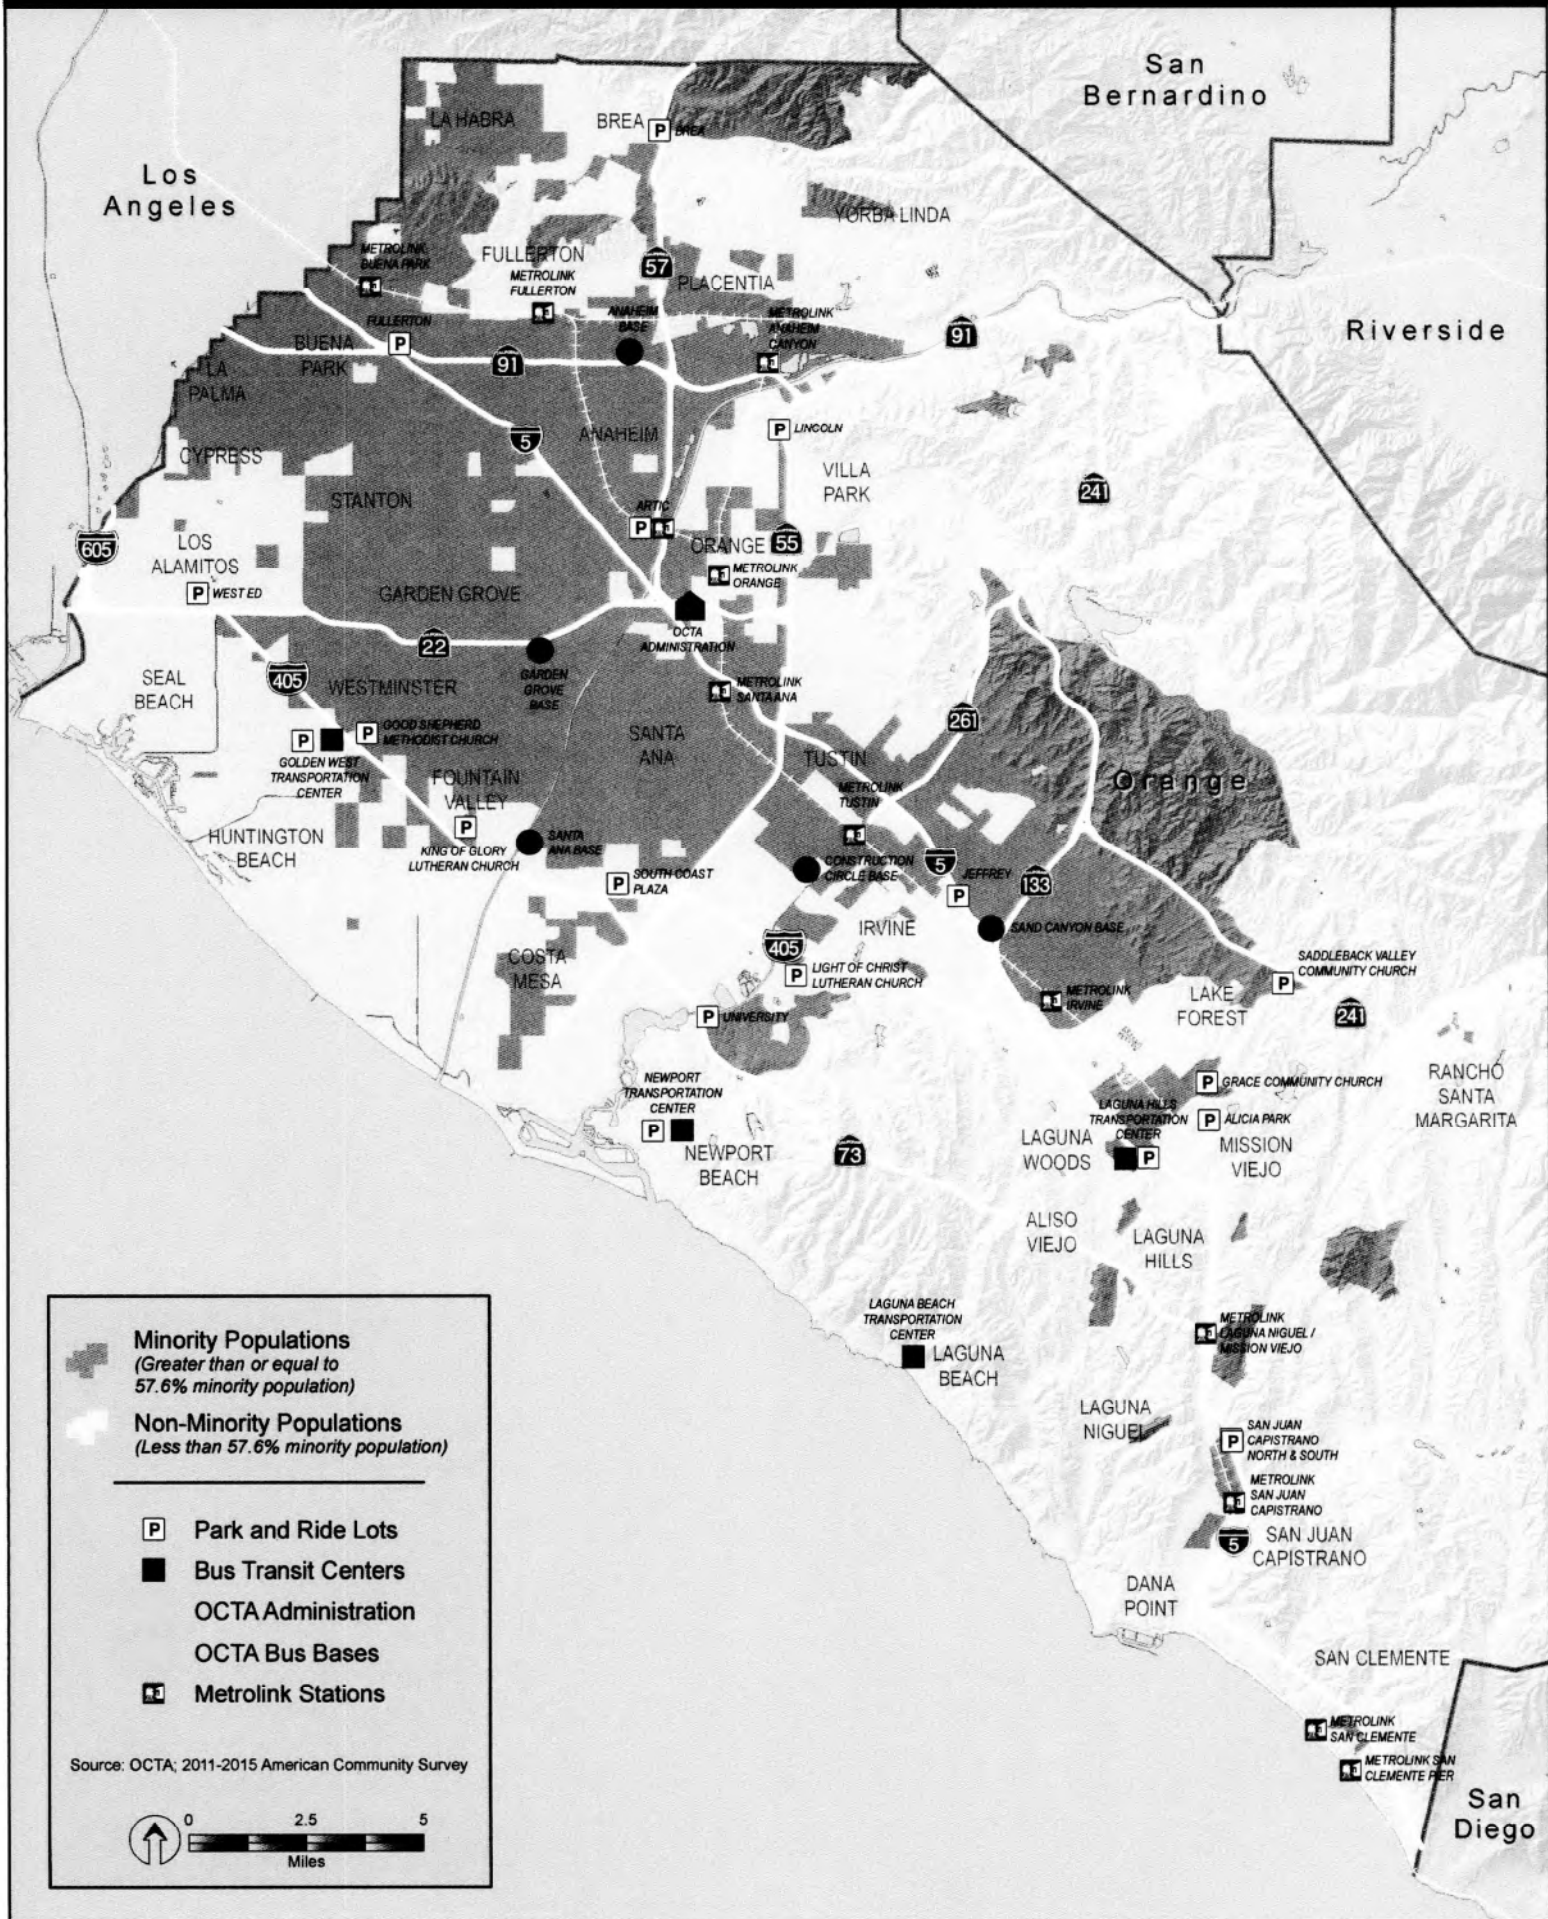 San
Bernardino
LA HABRA
BREA
BREA
Los
Angeles
YORBA LINDA
METROLINK
BUENA PARK
FULLERTON
METROLINK
FULLERTON
57
PLACENTIA
FULLERTON
ANAHEIM
BASE
METROLINK
ANAHEIM
CANYON
91
Riverside
BUENA
PARK
91
LA
PALMA
5
ANAHEIM
LINCOLN
CYPRESS
VILLA
PARK
241
STANTON
ARTIC
605
LOS
ALAMITOS
ORANGE
55
METROLINK
ORANGE
WEST ED
GARDEN GROVE
OCTA
ADMINISTRATION
22
SEAL
BEACH
405
WESTMINSTER
GARDEN
GROVE
BASE
METROLINK
SANTA ANA
261
GOOD SHEPHERD
METHODIST CHURCH
SANTA
ANA
TUSTIN
GOLDEN WEST
TRANSPORTATION
CENTER
FOUNTAIN
VALLEY
METROLINK
TUSTIN
Orange
HUNTINGTON
BEACH
KING OF GLORY
LUTHERAN CHURCH
SANTA
ANA BASE
CONSTRUCTION
CIRCLE BASE
5
JEFFREY
133
SOUTH COAST
PLAZA
IRVINE
SAND CANYON BASE
405
COSTA
MESA
LIGHT OF CHRIST
LUTHERAN CHURCH
SADDLEBACK VALLEY
COMMUNITY CHURCH
METROLINK
IRVINE
LAKE
FOREST
241
UNIVERSITY
NEWPORT
TRANSPORTATION
CENTER
GRACE COMMUNITY CHURCH
RANCHO
SANTA
MARGARITA
LAGUNA HILLS
TRANSPORTATION
CENTER
ALICIA PARK
LAGUNA
WOODS
MISSION
VIEJO
NEWPORT
BEACH
73
ALISO
VIEJO
LAGUNA
HILLS
LAGUNA BEACH
TRANSPORTATION
CENTER
METROLINK
LAGUNA NIGUEL /
MISSION VIEJO
LAGUNA
BEACH
LAGUNA
NIGUEL
SAN JUAN
CAPISTRANO
NORTH & SOUTH
METROLINK
SAN JUAN
CAPISTRANO
5
SAN JUAN
CAPISTRANO
DANA
POINT
SAN CLEMENTE
METROLINK
SAN CLEMENTE
METROLINK SAN
CLEMENTE PIER
San
Diego
Minority Populations
(Greater than or equal to
57.6% minority population)
Non-Minority Populations
(Less than 57.6% minority population)
P Park and Ride Lots
Bus Transit Centers
OCTA Administration
OCTA Bus Bases
Metrolink Stations
Source: OCTA; 2011-2015 American Community Survey
0 2.5 5
Miles